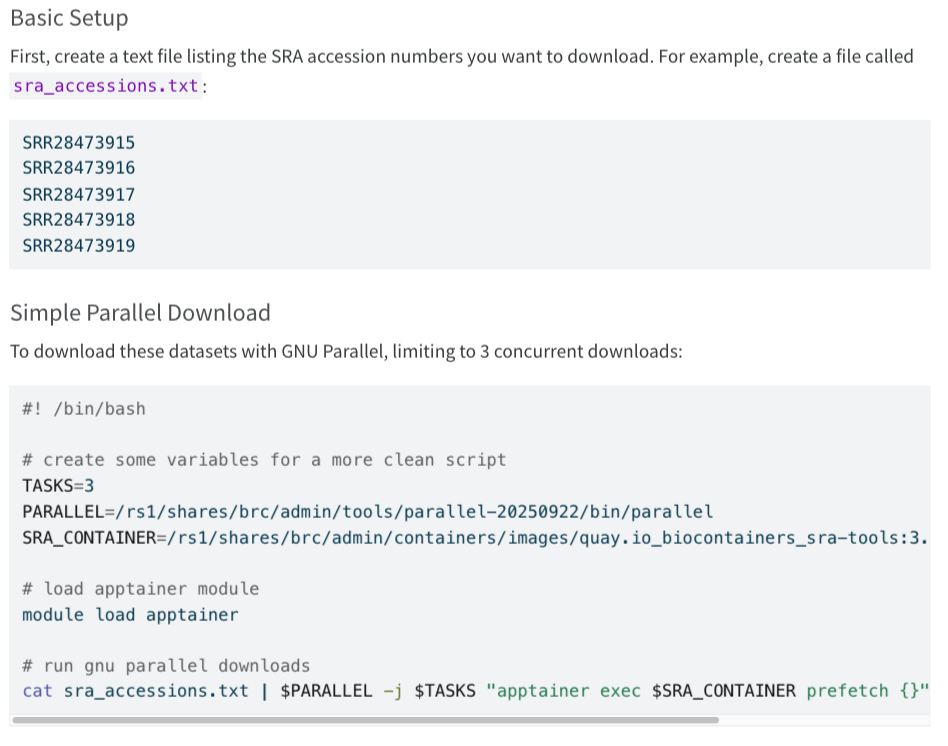 Basic Setup
First, create a text file listing the SRA accession numbers you want to download. For example, create a file called
sra_accessions.txt:
SRR28473915
SRR28473916
SRR28473917
SRR28473918
SRR28473919
Simple Parallel Download
To download these datasets with GNU Parallel, limiting to 3 concurrent downloads:
#! /bin/bash
# create some variables for a more clean script
TASKS=3
PARALLEL=/rs1/shares/brc/admin/tools/parallel-20250922/bin/parallel
SRA_CONTAINER=/rs1/shares/brc/admin/containers/images/quay.io_biocontainers_sra-tools:3.
# load apptainer module
module load apptainer
# run gnu parallel downloads
cat sra_accessions.txt | $PARALLEL -j $TASKS "apptainer exec $SRA_CONTAINER prefetch {}"